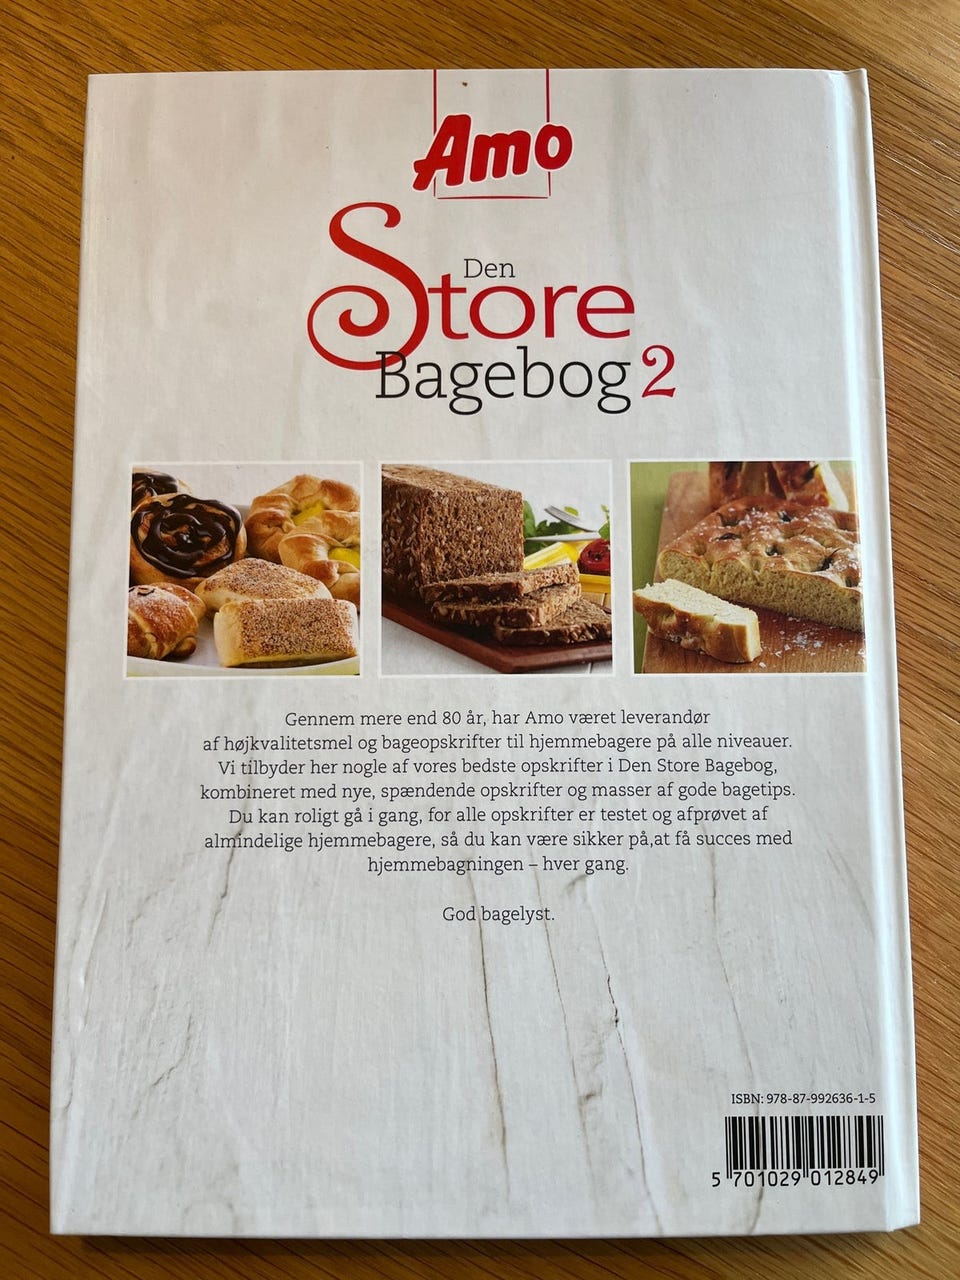 Amo
Den
Store
Bagebog 2
Gennem mere end 80 år, har Amo været leverandør
af højkvalitetsmel og bageopskrifter til hjemmebagere på alle niveauer.
Vi tilbyder her nogle af vores bedste opskrifter i Den Store Bagebog,
kombineret med nye, spændende opskrifter og masser af gode bagetips.
Du kan roligt gå i gang, for alle opskrifter er testet og afprøvet af
almindelige hjemmebagere, så du kan være sikker på,at få succes med
hjemmebagningen – hver gang.
God bagelyst.
ISBN: 978-87-992636-1-5
5 701029 012849